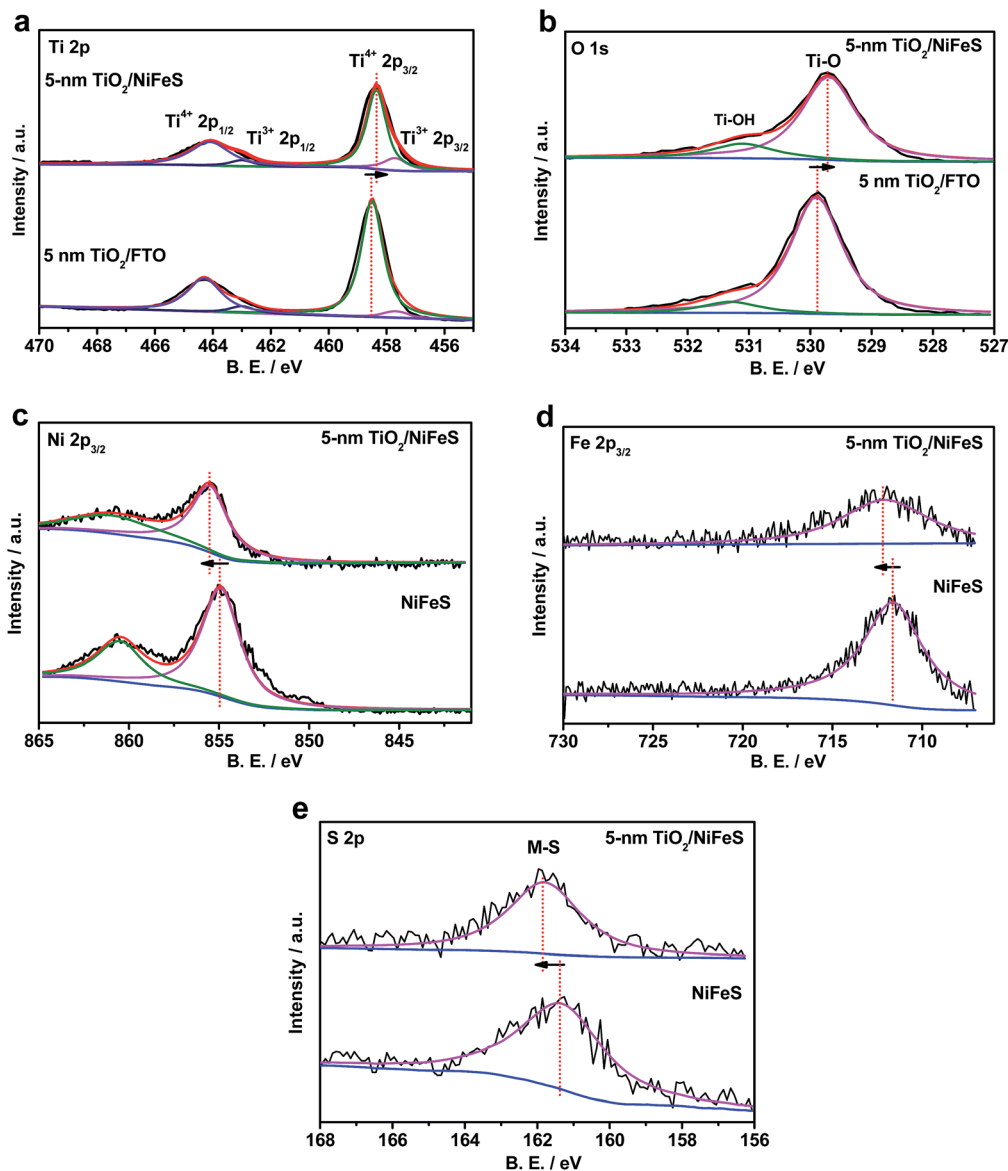 a
Ti 2p
5-nm TiO₂/NiFeS
Ti⁴⁺ 2p₃/₂
Ti⁴⁺ 2p₁/₂
Ti³⁺ 2p₁/₂
Ti³⁺ 2p₃/₂
5 nm TiO₂/FTO
Intensity / a.u.
470 468 466 464 462 460 458 456
B. E. / eV
b
O 1s
5-nm TiO₂/NiFeS
Ti-O
Ti-OH
5 nm TiO₂/FTO
Intensity / a.u.
534 533 532 531 530 529 528 527
B. E. / eV
c
Ni 2p₃/₂
5-nm TiO₂/NiFeS
NiFeS
Intensity / a.u.
865 860 855 850 845
B. E. / eV
d
Fe 2p₃/₂
5-nm TiO₂/NiFeS
NiFeS
Intensity / a.u.
730 725 720 715 710
B. E. / eV
e
S 2p
5-nm TiO₂/NiFeS
M-S
NiFeS
Intensity / a.u.
168 166 164 162 160 158 156
B. E. / eV